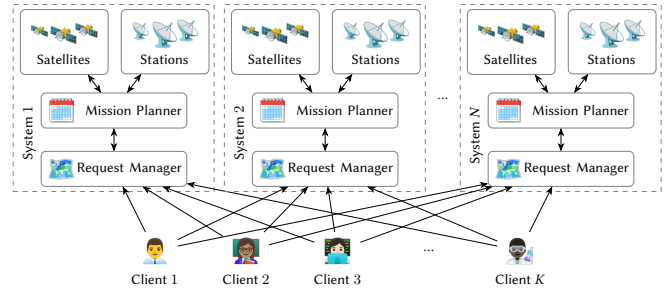 Satellites
Stations
Mission Planner
Request Manager
System 1
Satellites
Stations
Mission Planner
Request Manager
System 2
...
Satellites
Stations
Mission Planner
Request Manager
System N
Client 1
Client 2
Client 3
...
Client K